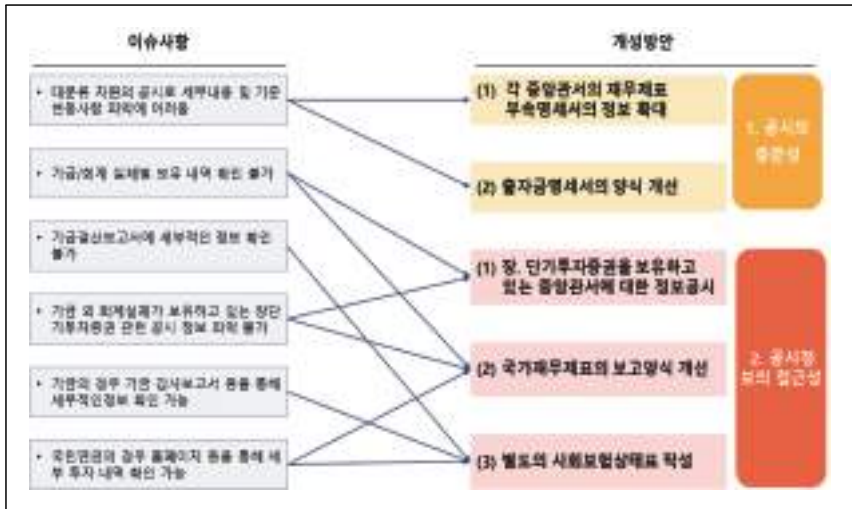 이슈사항
개성방안
• 대분류 차원의 공시로 세부내용 및 기중
변동사항 파악에 어려움
• 기금/회계 실체별 보유 내역 확인 불가
• 기금결산보고서에 세부적인 정보 확인
불가
• 기금 외 회계실체가 보유하고 있는 장단
기투자증권 관련 공시 정보 파악 불가
• 기금의 경우 기금 감사보고서 등을 통해
세부적인정보 확인 가능
• 국민연금의 경우 홈페이지 등을 통해 세
부 투자 내역 확인 가능
(1) 각 중앙관서의 재무제표
부속명세서의 정보 확대
(2) 출자금명세서의 양식 개선
(1) 장, 단기투자증권을 보유하고
있는 중앙관서에 대한 정보공시
(2) 국가재무제표의 보고양식 개선
(3) 별도의 사회보험상태표 작성
1. 공시의
충분성
2. 공시정
보의 접근성